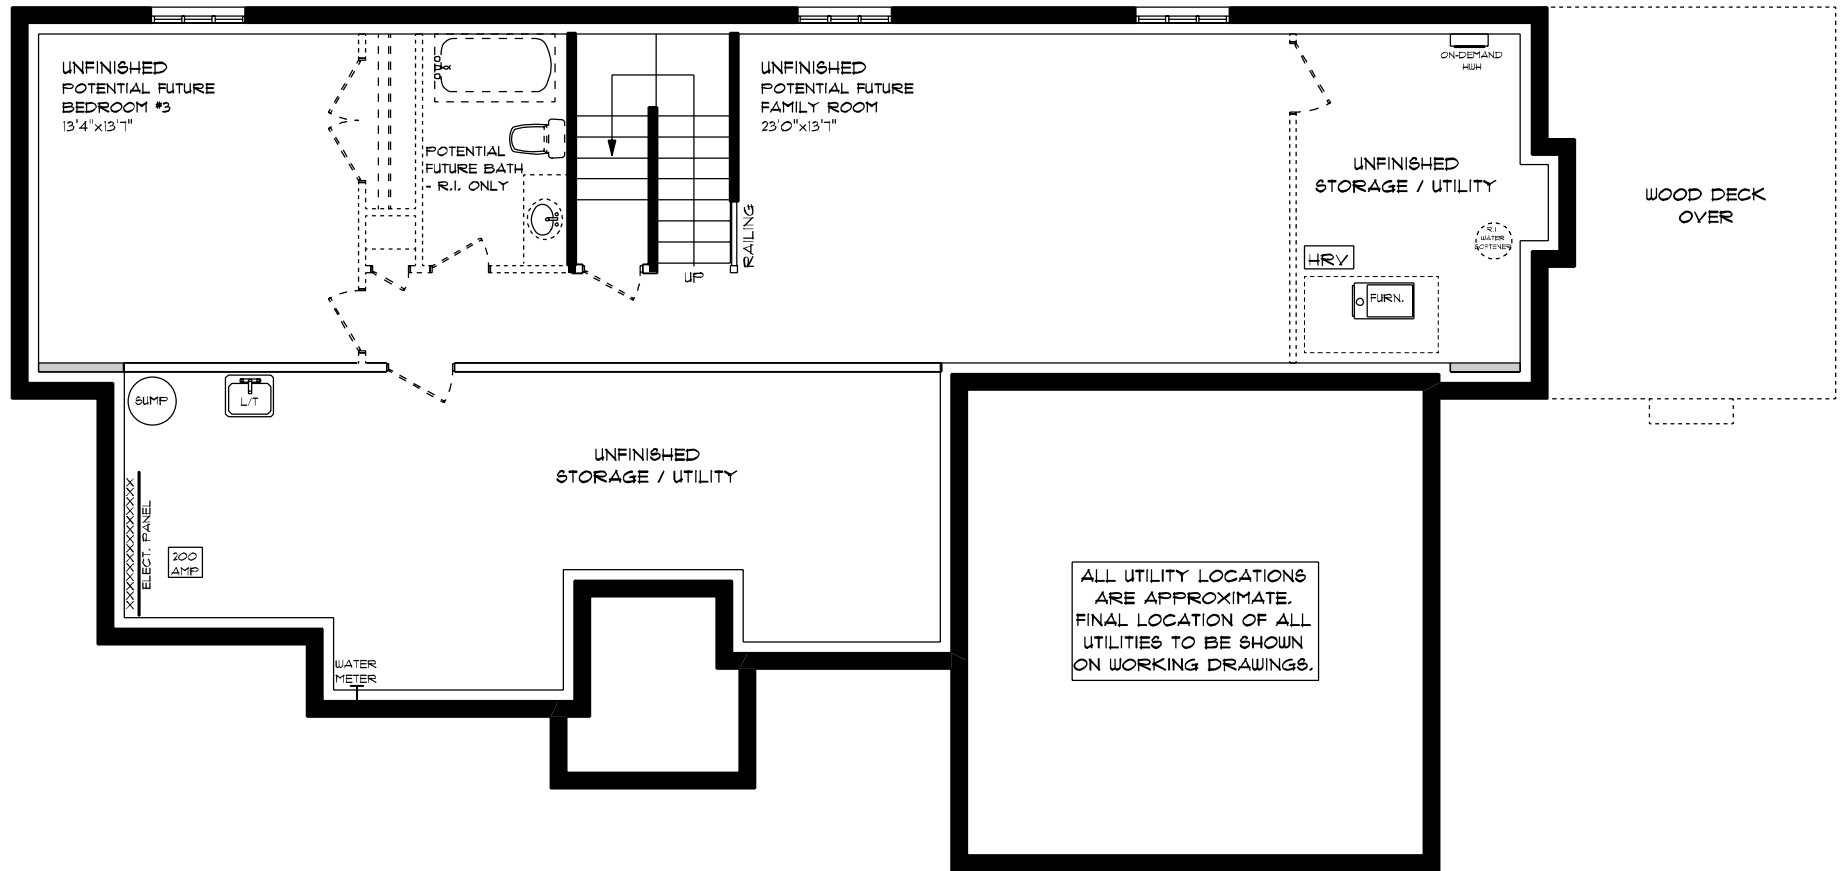 UNFINISHED
POTENTIAL FUTURE
BEDROOM #3
13'4"x13'7"
POTENTIAL
FUTURE BATH
- R.I. ONLY
UP
RAILING
UNFINISHED
POTENTIAL FUTURE
FAMILY ROOM
23'0"x13'7"
ON-DEMAND
HWH
UNFINISHED
STORAGE / UTILITY
R.I.
WATER
SOFTENER
HRV
FURN.
WOOD DECK
OVER
SUMP
L/T
UNFINISHED
STORAGE / UTILITY
ELECT. PANEL
200
AMP
WATER
METER
ALL UTILITY LOCATIONS
ARE APPROXIMATE.
FINAL LOCATION OF ALL
UTILITIES TO BE SHOWN
ON WORKING DRAWINGS.